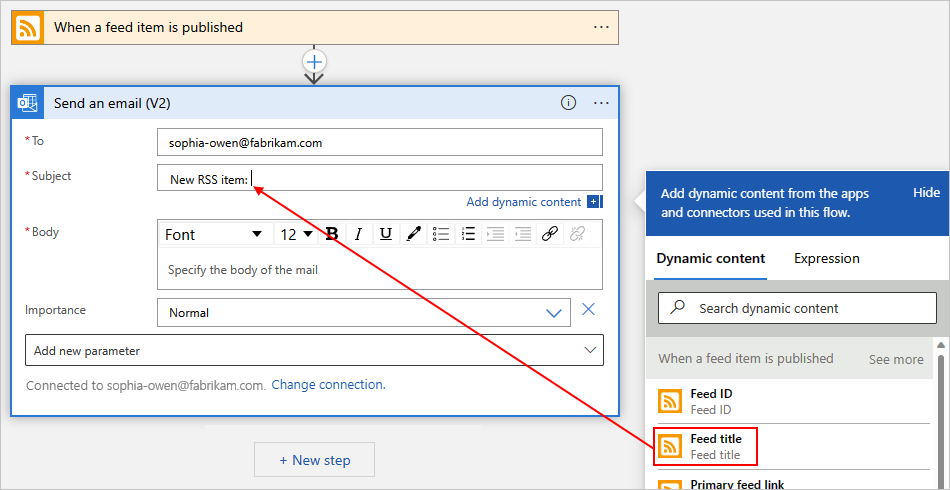 When a feed item is published
Send an email (V2)
*To
sophia-owen@fabrikam.com
*Subject
New RSS item:
Add dynamic content
*Body
Font
12
B
I
U
Specify the body of the mail
Importance
Normal
Add new parameter
Connected to sophia-owen@fabrikam.com. Change connection.
+ New step
Add dynamic content from the apps
and connectors used in this flow.
Hide
Dynamic content
Expression
Search dynamic content
When a feed item is published
See more
Feed ID
Feed ID
Feed title
Feed title
Primary feed link